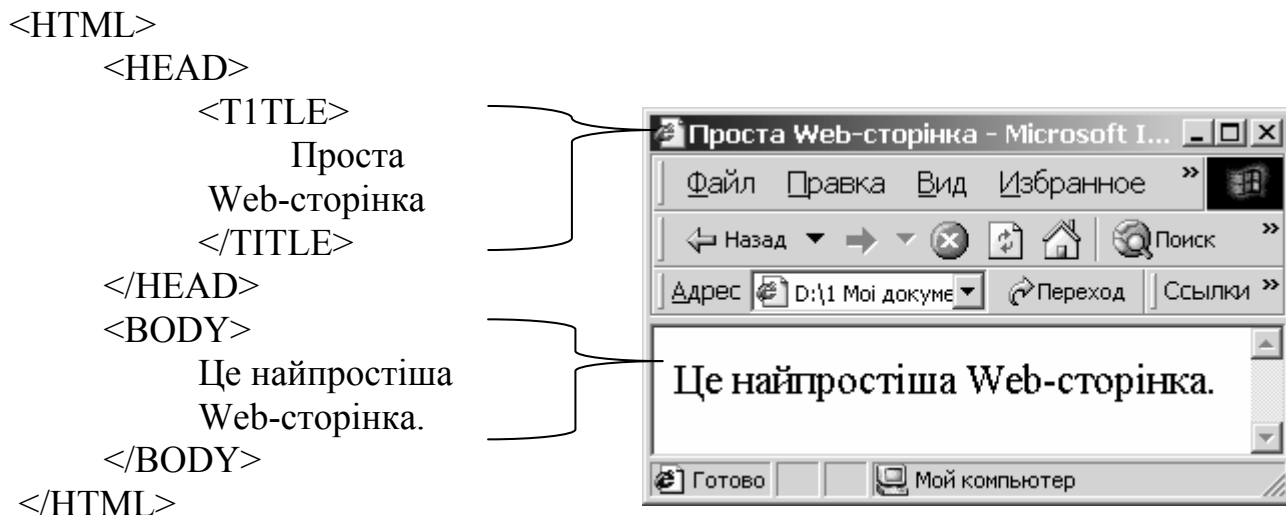 <HTML>
<HEAD>
<T1TLE>
Проста
Web-сторінка
</TITLE>
</HEAD>
<BODY>
Це найпростіша
Web-сторінка.
</BODY>
</HTML>
Проста Web-сторінка - Microsoft I...
Файл Правка Вид Избранное »
Назад Поиск »
Адрес D:\1 Мої докуме Переход Ссылки »
Це найпростіша Web-сторінка.
Готово Мой компьютер